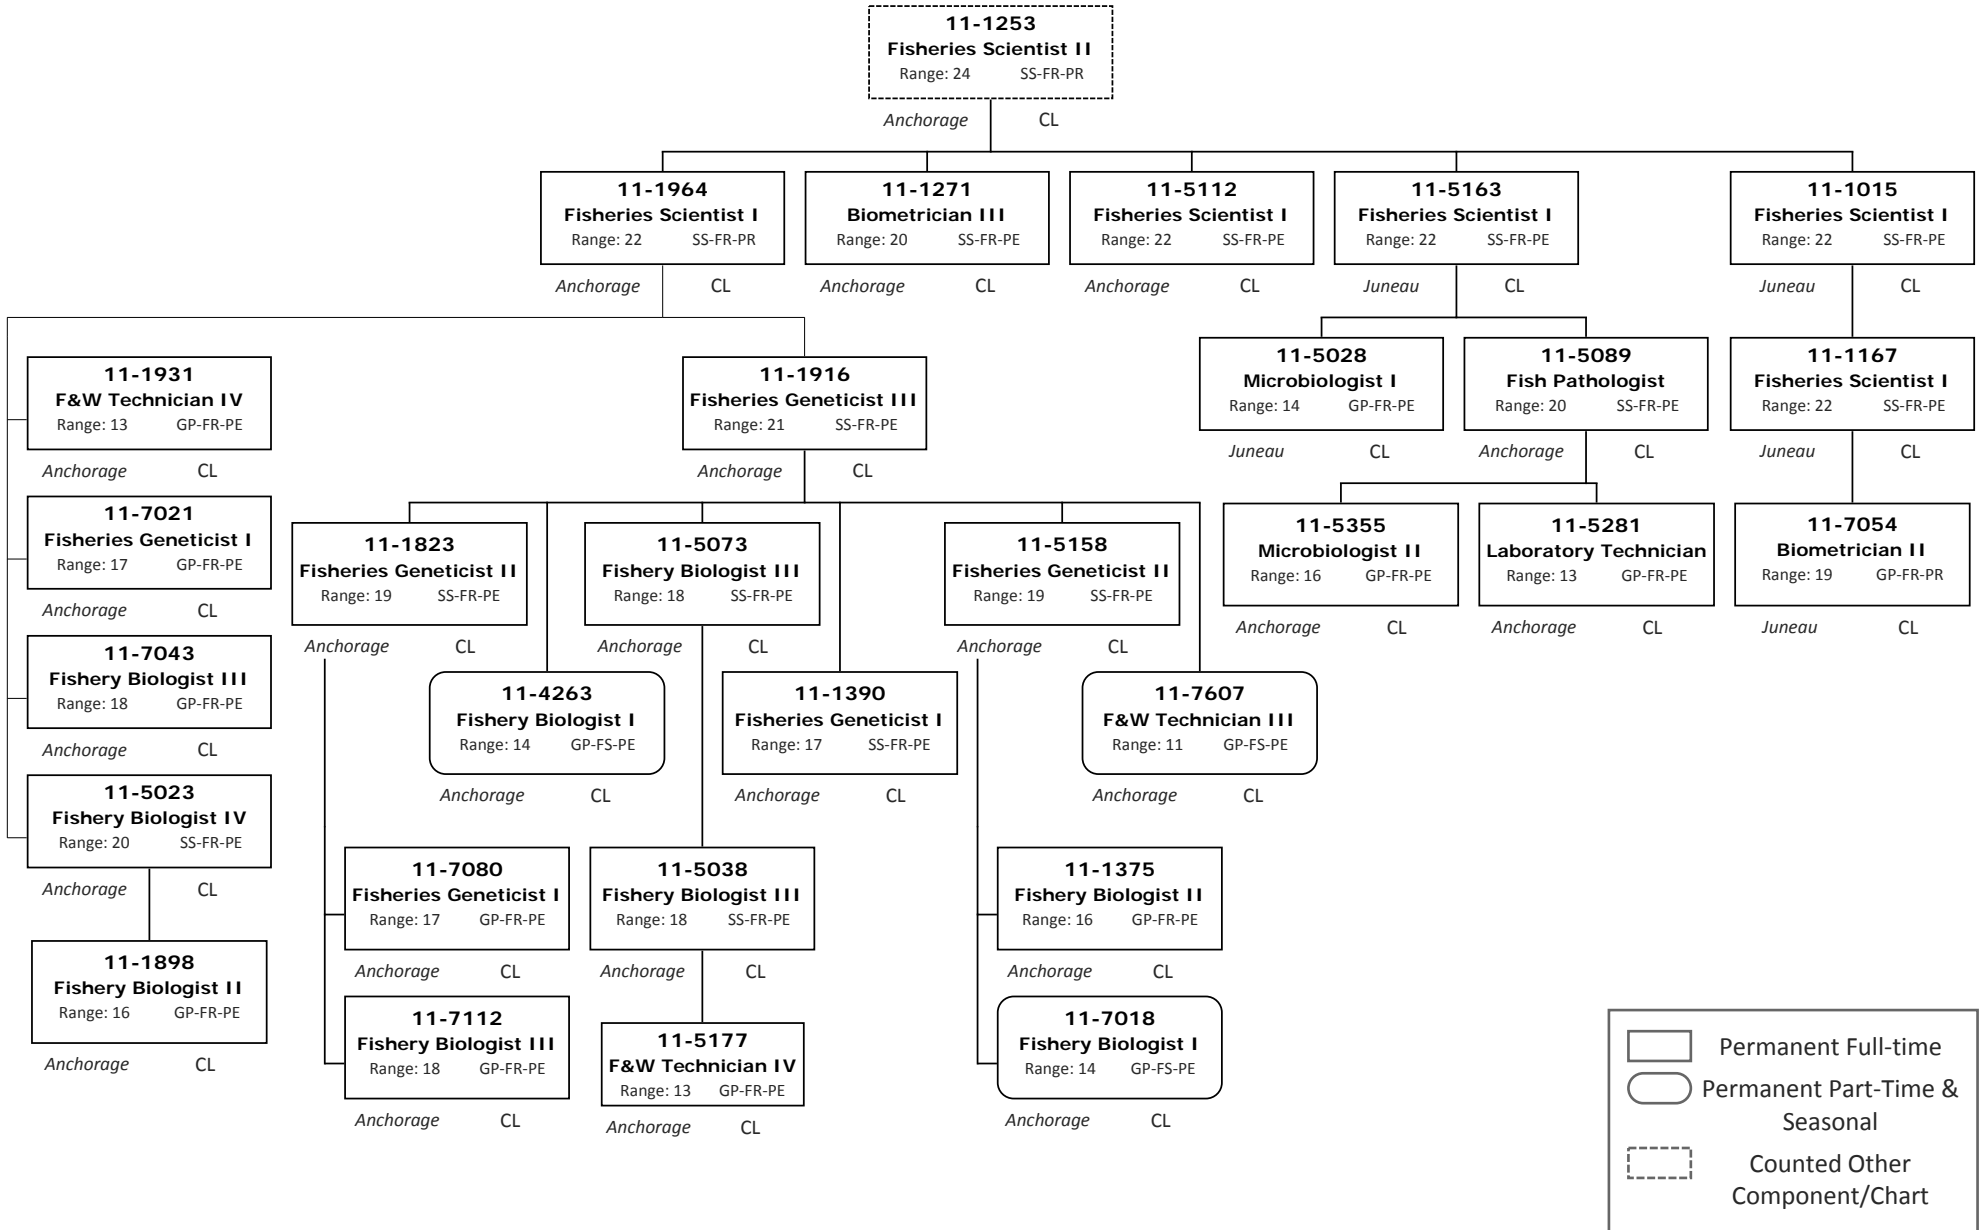 11-1253
Fisheries Scientist II
Range: 24 SS-FR-PR
Anchorage CL
11-1964
Fisheries Scientist I
Range: 22 SS-FR-PR
Anchorage CL
11-1271
Biometrician III
Range: 20 SS-FR-PE
Anchorage CL
11-5112
Fisheries Scientist I
Range: 22 SS-FR-PE
Anchorage CL
11-5163
Fisheries Scientist I
Range: 22 SS-FR-PE
Juneau CL
11-1015
Fisheries Scientist I
Range: 22 SS-FR-PE
Juneau CL
11-1931
F&W Technician IV
Range: 13 GP-FR-PE
Anchorage CL
11-7021
Fisheries Geneticist I
Range: 17 GP-FR-PE
Anchorage CL
11-7043
Fishery Biologist III
Range: 18 GP-FR-PE
Anchorage CL
11-5023
Fishery Biologist IV
Range: 20 SS-FR-PE
Anchorage CL
11-1898
Fishery Biologist II
Range: 16 GP-FR-PE
Anchorage CL
11-1916
Fisheries Geneticist III
Range: 21 SS-FR-PE
Anchorage CL
11-1823
Fisheries Geneticist II
Range: 19 SS-FR-PE
Anchorage CL
11-7080
Fisheries Geneticist I
Range: 17 GP-FR-PE
Anchorage CL
11-7112
Fishery Biologist III
Range: 18 GP-FR-PE
Anchorage CL
11-4263
Fishery Biologist I
Range: 14 GP-FS-PE
Anchorage CL
11-5073
Fishery Biologist III
Range: 18 SS-FR-PE
Anchorage CL
11-5038
Fishery Biologist III
Range: 18 SS-FR-PE
Anchorage CL
11-5177
F&W Technician IV
Range: 13 GP-FR-PE
Anchorage CL
11-1390
Fisheries Geneticist I
Range: 17 SS-FR-PE
Anchorage CL
11-5158
Fisheries Geneticist II
Range: 19 SS-FR-PE
Anchorage CL
11-1375
Fishery Biologist II
Range: 16 GP-FR-PE
Anchorage CL
11-7018
Fishery Biologist I
Range: 14 GP-FS-PE
Anchorage CL
11-7607
F&W Technician III
Range: 11 GP-FS-PE
Anchorage CL
11-5028
Microbiologist I
Range: 14 GP-FR-PE
Juneau CL
11-5089
Fish Pathologist
Range: 20 SS-FR-PE
Anchorage CL
11-5355
Microbiologist II
Range: 16 GP-FR-PE
Anchorage CL
11-5281
Laboratory Technician
Range: 13 GP-FR-PE
Anchorage CL
11-1167
Fisheries Scientist I
Range: 22 SS-FR-PE
Juneau CL
11-7054
Biometrician II
Range: 19 GP-FR-PR
Juneau CL
Permanent Full-time
Permanent Part-Time &
Seasonal
Counted Other
Component/Chart